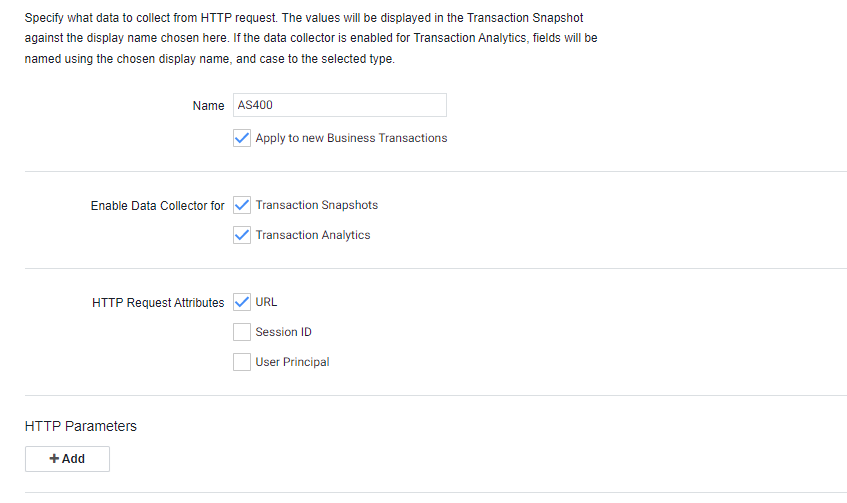 Specify what data to collect from HTTP request. The values will be displayed in the Transaction Snapshot
against the display name chosen here. If the data collector is enabled for Transaction Analytics, fields will be
named using the chosen display name, and case to the selected type.
Name AS400
Apply to new Business Transactions
Enable Data Collector for Transaction Snapshots
Transaction Analytics
HTTP Request Attributes URL
Session ID
User Principal
HTTP Parameters
+ Add